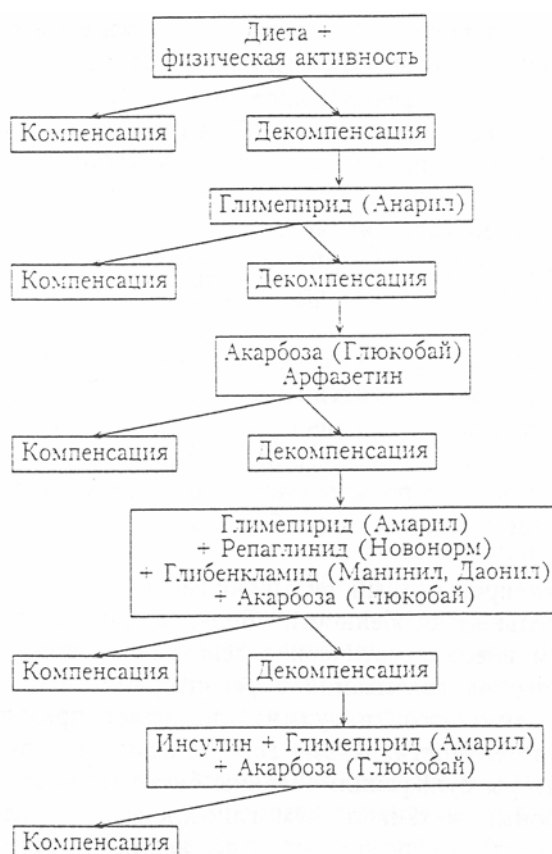 Диета +
физическая активность
Компенсация
Декомпенсация
Глимепирид (Анарил)
Компенсация
Декомпенсация
Акарбоза (Глюкобай)
Арфазетин
Компенсация
Декомпенсация
Глимепирид (Амарил)
+ Репаглинид (Новонорм)
+ Глибенкламид (Манинил, Даонил)
+ Акарбоза (Глюкобай)
Компенсация
Декомпенсация
Инсулин + Глимепирид (Амарил)
+ Акарбоза (Глюкобай)
Компенсация